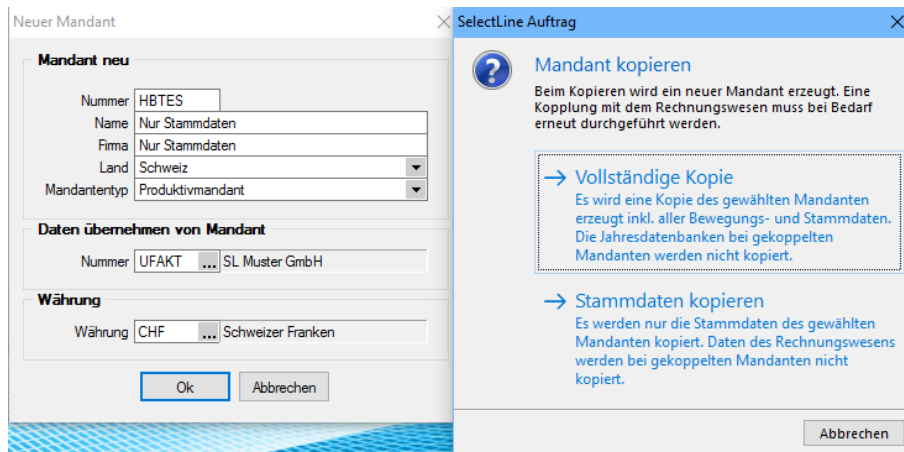 Neuer Mandant
Mandant neu
Nummer HBTES
Name Nur Stammdaten
Firma Nur Stammdaten
Land Schweiz
Mandantentyp Produktivmandant
Daten übernehmen von Mandant
Nummer UFAKT ... SL Muster GmbH
Währung
Währung CHF ... Schweizer Franken
Ok Abbrechen
SelectLine Auftrag
Mandant kopieren
Beim Kopieren wird ein neuer Mandant erzeugt. Eine
Kopplung mit dem Rechnungswesen muss bei Bedarf
erneut durchgeführt werden.
Vollständige Kopie
Es wird eine Kopie des gewählten Mandanten
erzeugt inkl. aller Bewegungs- und Stammdaten.
Die Jahresdatenbanken bei gekoppelten
Mandanten werden nicht kopiert.
Stammdaten kopieren
Es werden nur die Stammdaten des gewählten
Mandanten kopiert. Daten des Rechnungswesens
werden bei gekoppelten Mandanten nicht
kopiert.
Abbrechen